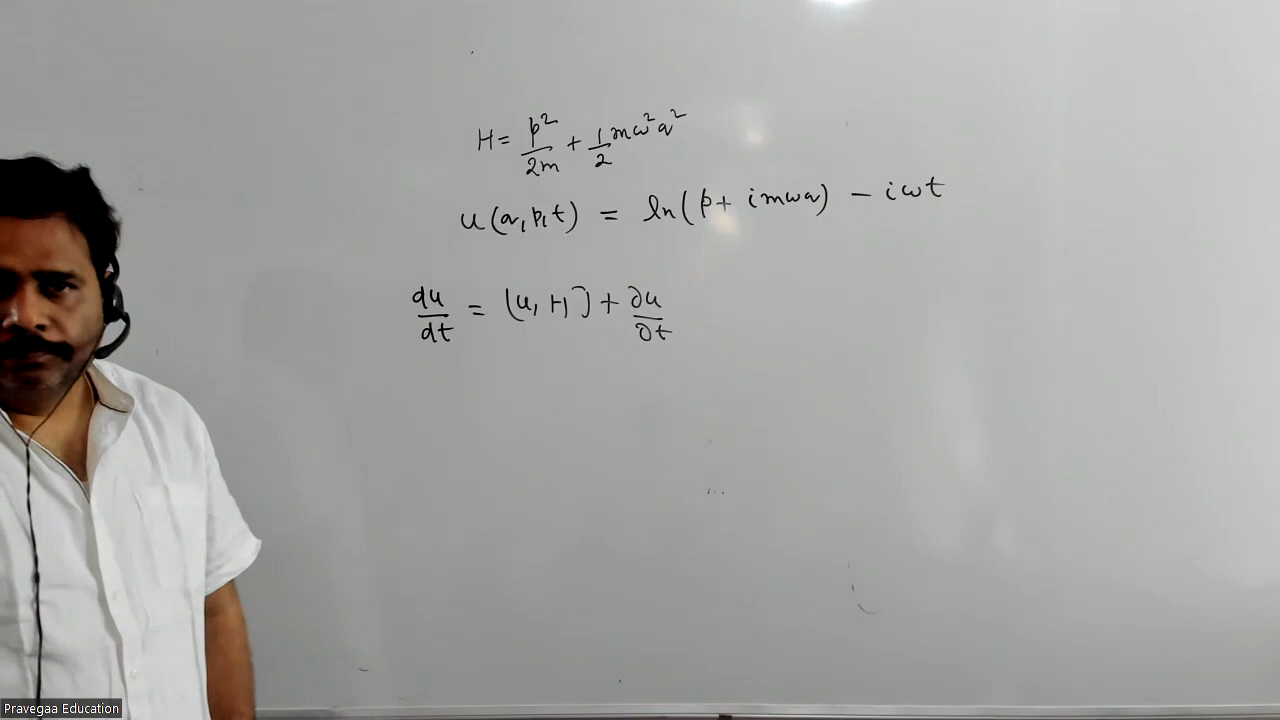 H = p²/2m + 1/2 mω²q²
u(q, p, t) = ln(p + imωq) - iωt
du/dt = [u, H] + ∂u/∂t
Pravegaa Education